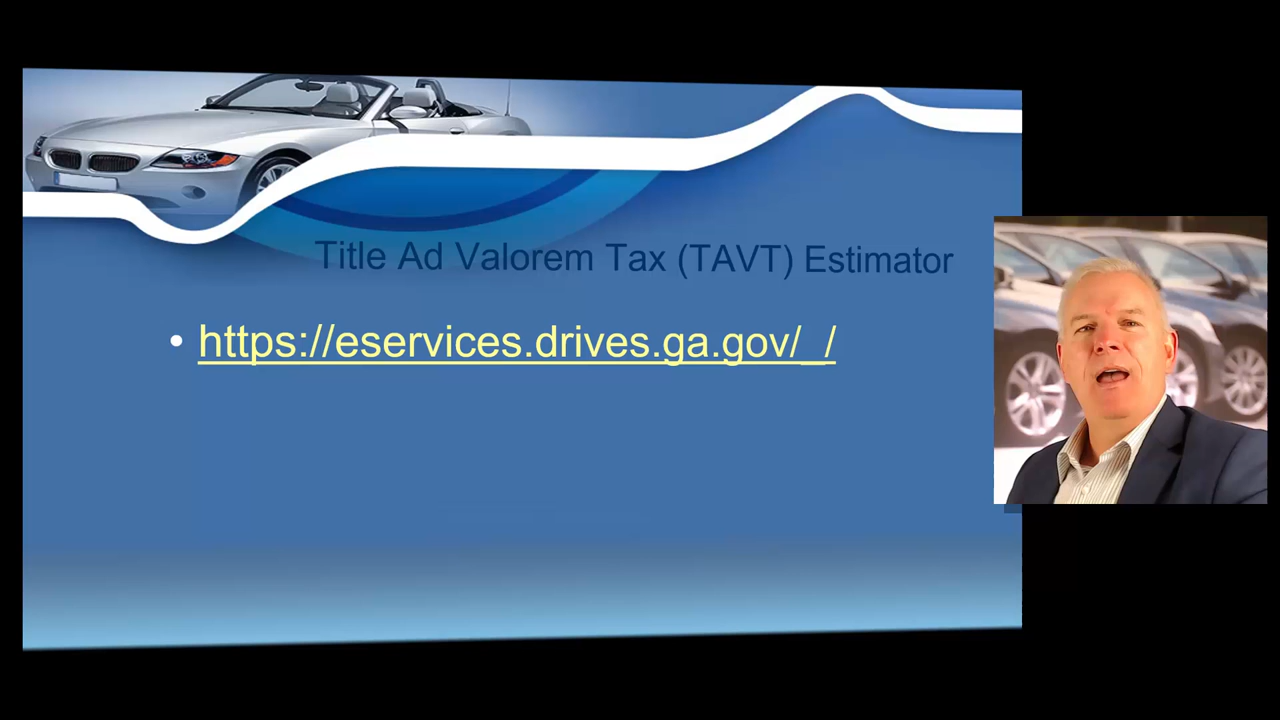 Title Ad Valorem Tax (TAVT) Estimator
• https://eservices.drives.ga.gov/_/